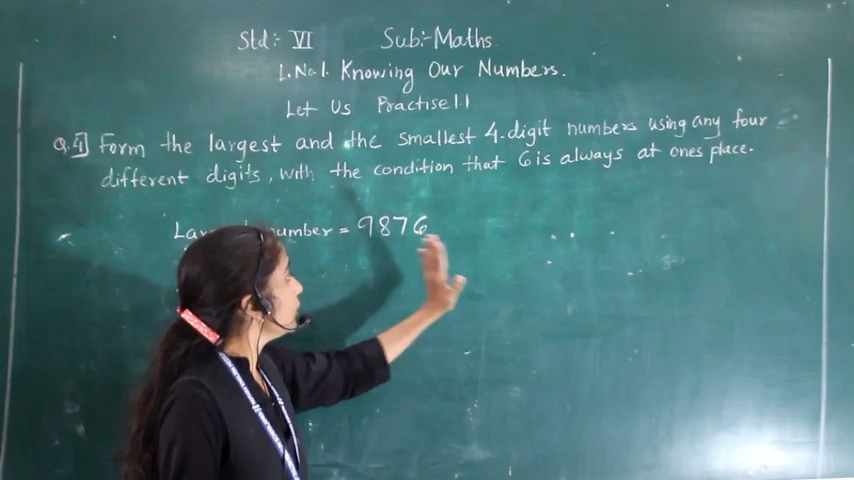 Std:- VI Sub:- Maths
L.No.1. Knowing Our Numbers.
Let Us Practise 1.1
Q.4] Form the largest and the smallest 4-digit numbers using any four
different digits, with the condition that 6 is always at ones place.
number = 9876